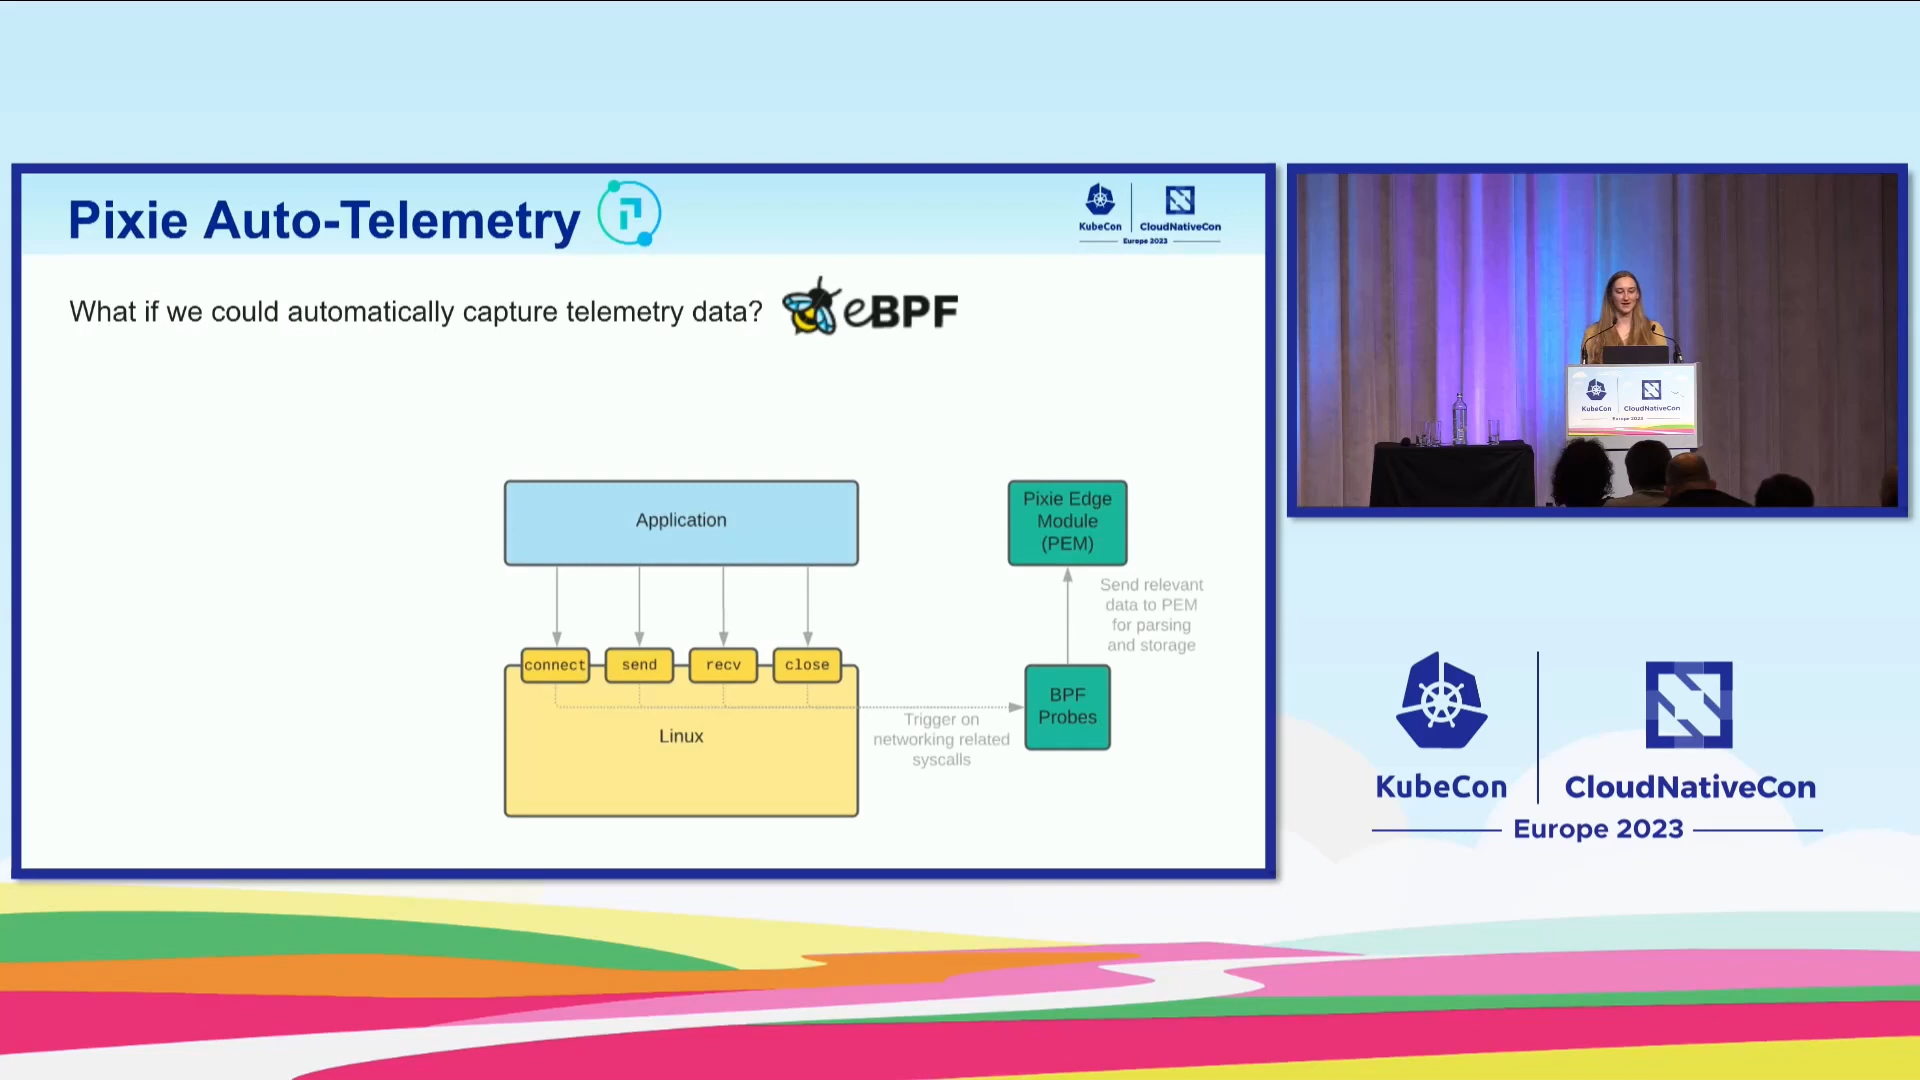 Pixie Auto-Telemetry
KubeCon
CloudNativeCon
Europe 2023
What if we could automatically capture telemetry data?
eBPF
Application
Pixie Edge
Module
(PEM)
Send relevant
data to PEM
for parsing
and storage
connect
send
recv
close
BPF
Probes
Linux
Trigger on
networking related
syscalls
KubeCon
CloudNativeCon
Europe 2023
KubeCon
CloudNativeCon
Europe 2023